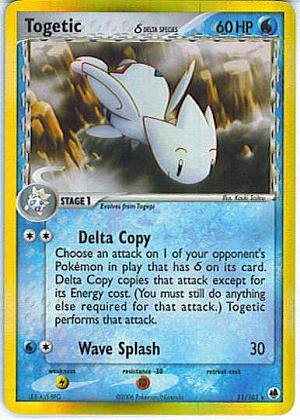 Togetic δ DELTA SPECIES 60 HP
Illus. Kouki Saitou
STAGE 1
Evolves from Togepi
Delta Copy
Choose an attack on 1 of your opponent's
Pokémon in play that has δ on its card.
Delta Copy copies that attack except for
its Energy cost. (You must still do anything
else required for that attack.) Togetic
performs that attack.
Wave Splash 30
weakness resistance -30 retreat cost
©2006 Pokémon/Nintendo